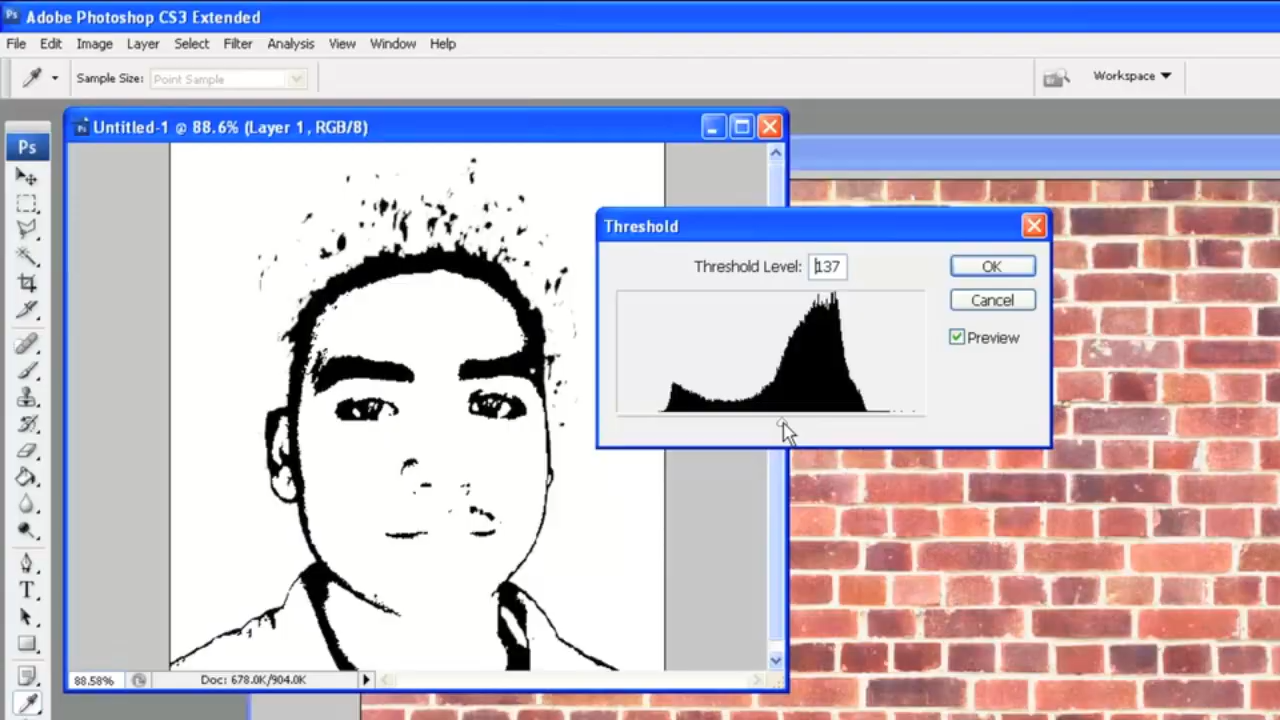 Ps Adobe Photoshop CS3 Extended
File Edit Image Layer Select Filter Analysis View Window Help
Sample Size: Point Sample
Workspace
Untitled-1 @ 88.6% (Layer 1, RGB/8)
Ps
T
Threshold
Threshold Level: 137
OK
Cancel
Preview
88.58% Doc: 678.0K/904.0K